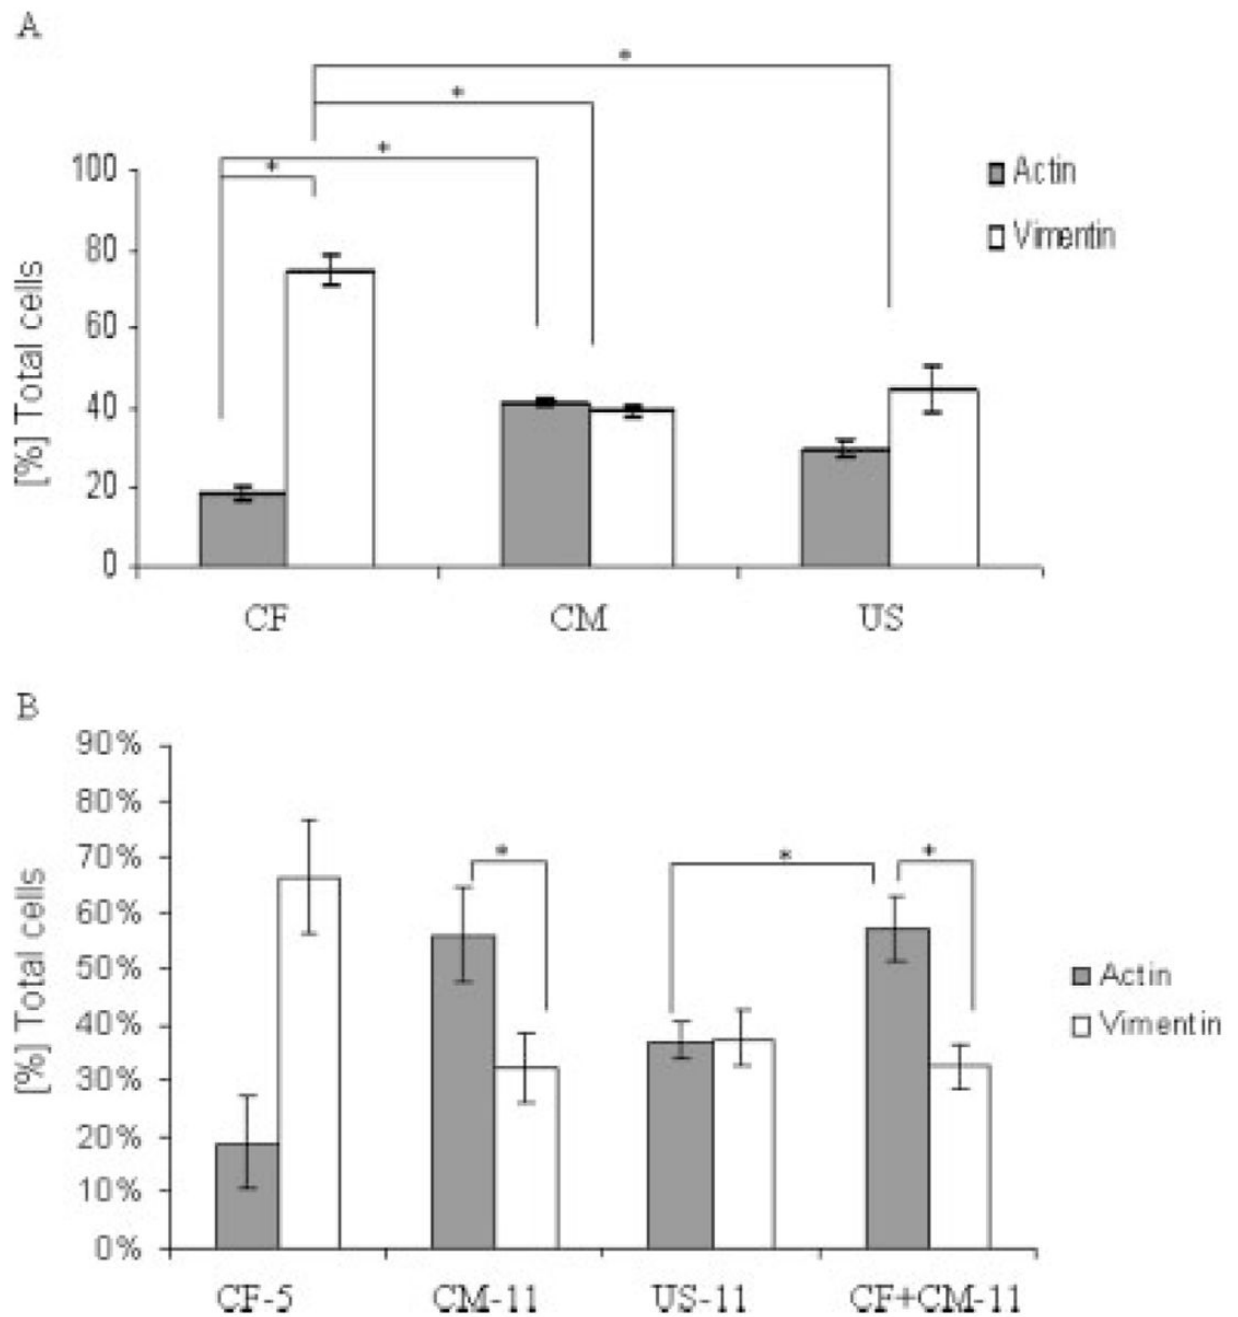 A
*
*
*
*
100
80
60
40
20
0
[%] Total cells
Actin
Vimentin
CF CM US
B
90%
80%
70%
60%
50%
40%
30%
20%
10%
0%
[%] Total cells
* * *
Actin
Vimentin
CF-5 CM-11 US-11 CF+CM-11